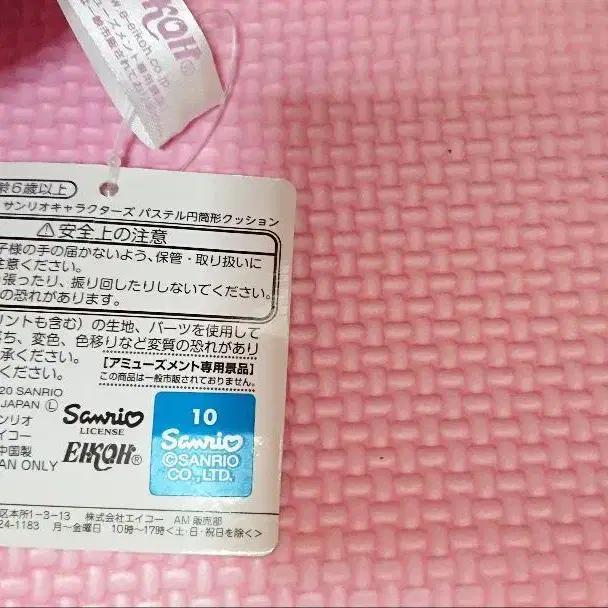 EIKOH®
e-eikoh.co.jp
齢6歳以上
サンリオキャラクターズ パステル円筒形クッション
⚠安全上の注意
子様の手の届かないよう、保管・取り扱いに
注意ください。
張ったり、振り回したりしないでください。
の恐れがあります。
リントも含む）の生地、パーツを使用して
落ち、変色、色移りなど変質の恐れがあり
承ください。
ください。
【アミューズメント専用景品】
この商品は一般市販されておりません。
20 SANRIO
JAPAN Ⓛ
ンリオ
エイコー
中国製
AN ONLY
Sanrio
LICENSE
EIKOH®
10
Sanrio
©SANRIO
CO.,LTD.
区本所1-3-13 株式会社エイコー AM販売部
24-1183 月〜金曜日 10時〜17時<土・日・祝日を除く>